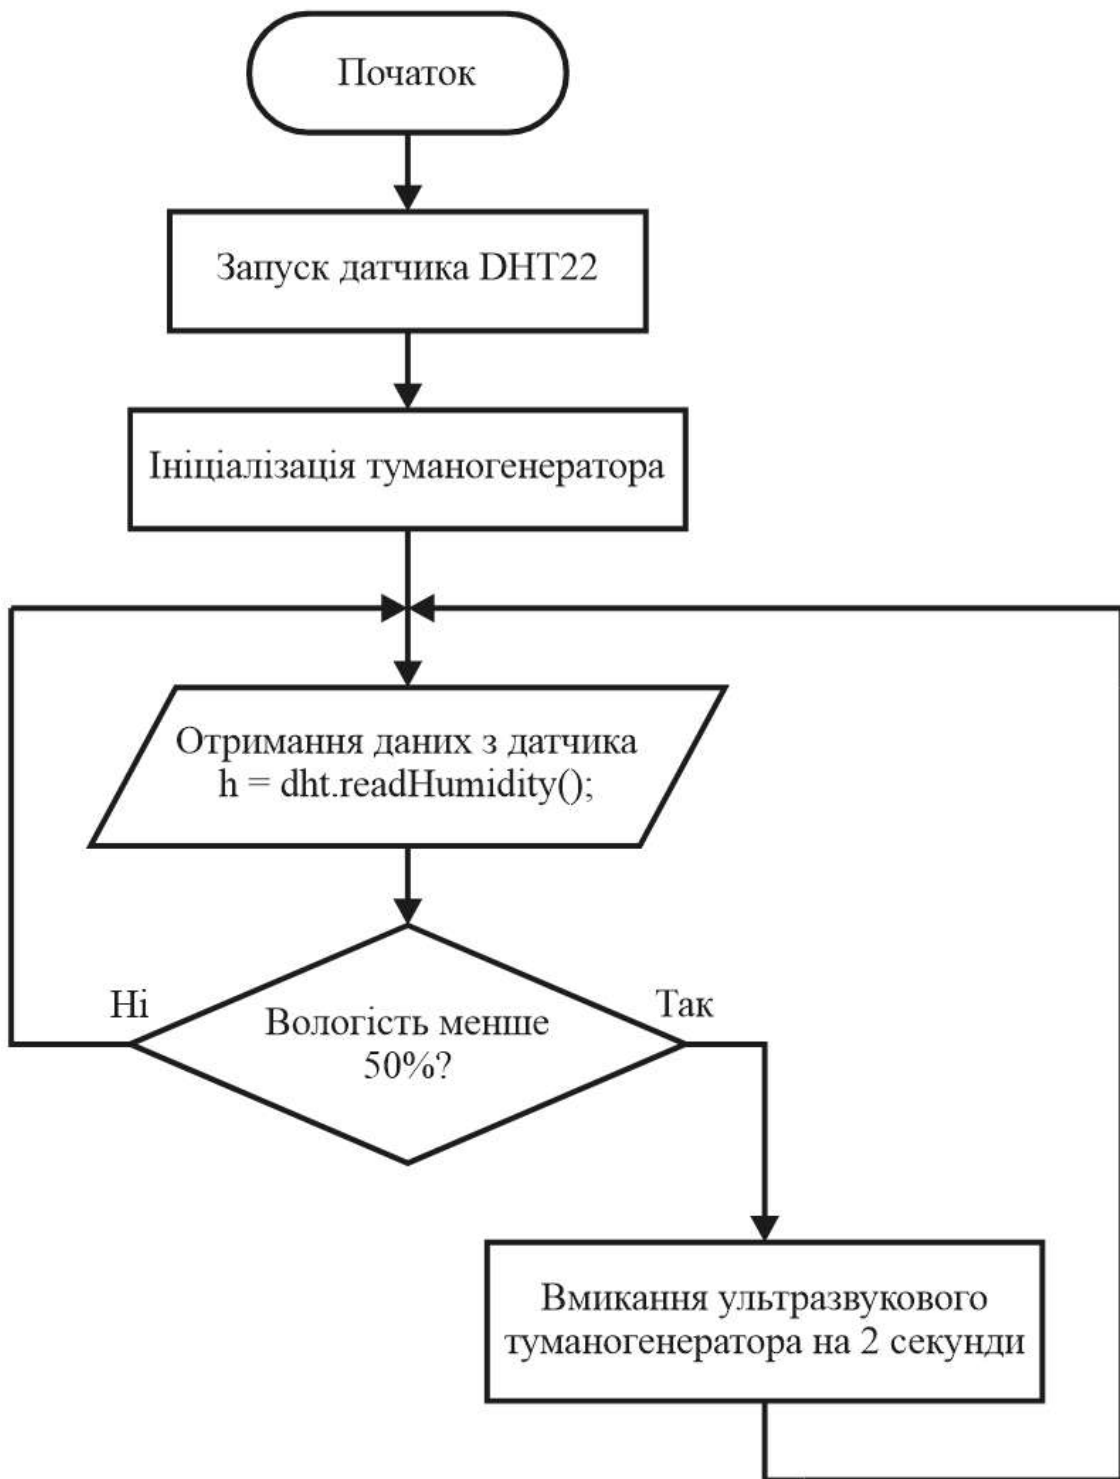 Початок
Запуск датчика DHT22
Ініціалізація туманогенератора
Отримання даних з датчика
h = dht.readHumidity();
Ні
Так
Вологість менше
50%?
Вмикання ультразвукового
туманогенератора на 2 секунди